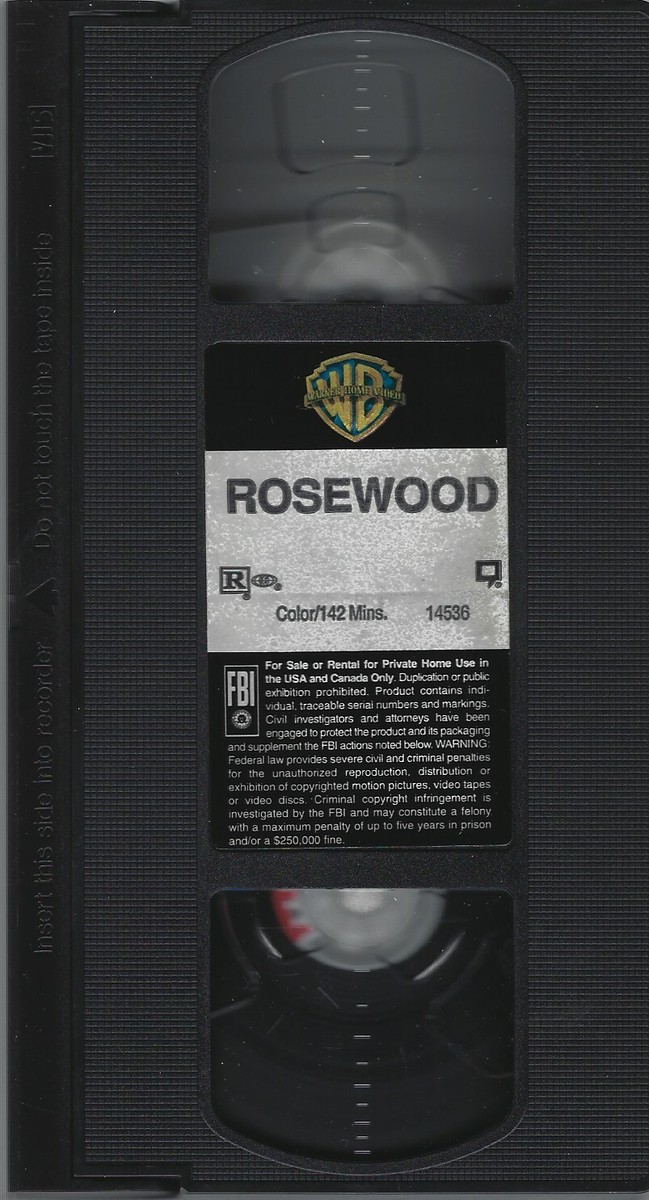 VHS
Do not touch the tape inside
Insert this side into recorder
WB
WARNER HOME VIDEO
ROSEWOOD
R
Color/142 Mins. 14536
FBI
For Sale or Rental for Private Home Use in
the USA and Canada Only. Duplication or public
exhibition prohibited. Product contains indi-
vidual, traceable serial numbers and markings.
Civil investigators and attorneys have been
engaged to protect the product and its packaging
and supplement the FBI actions noted below. WARNING:
Federal law provides severe civil and criminal penalties
for the unauthorized reproduction, distribution or
exhibition of copyrighted motion pictures, video tapes
or video discs. Criminal copyright infringement is
investigated by the FBI and may constitute a felony
with a maximum penalty of up to five years in prison
and/or a $250,000 fine.